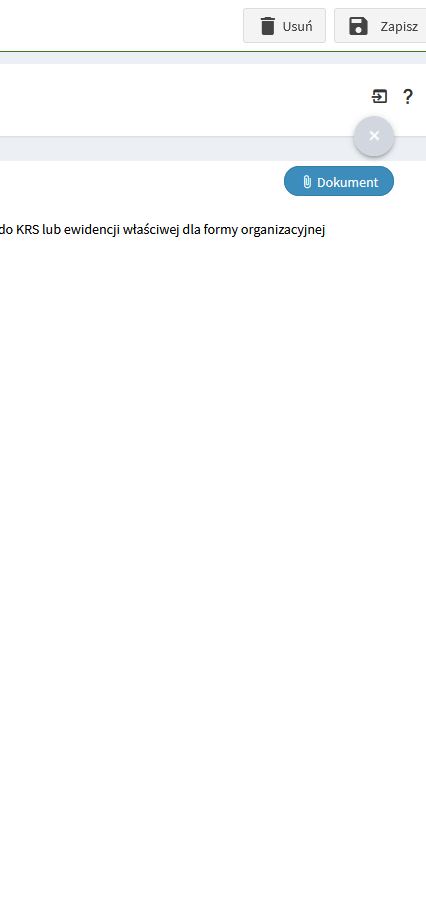 Usuń Zapisz
?
Dokument
do KRS lub ewidencji właściwej dla formy organizacyjnej